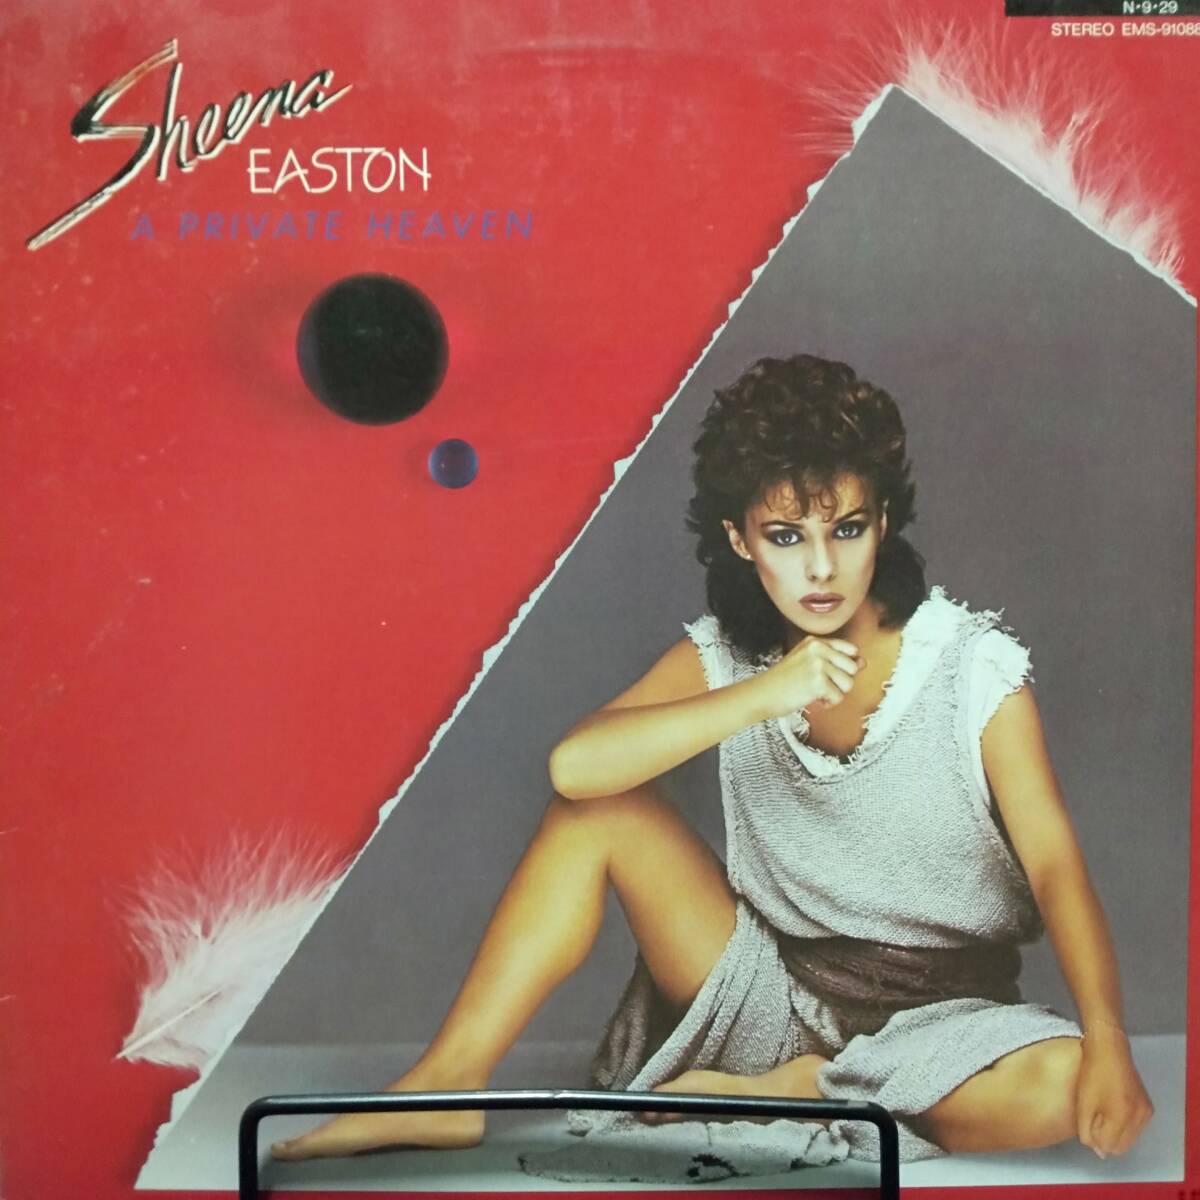 N·9·29
STEREO EMS-91088
Sheena
EASTON
A PRIVATE HEAVEN